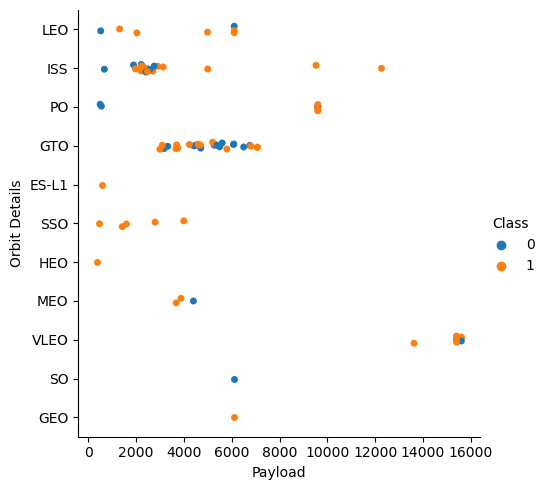 LEO
ISS
PO
GTO
ES-L1
SSO
HEO
MEO
VLEO
SO
GEO
Orbit Details
0 2000 4000 6000 8000 10000 12000 14000 16000
Payload
Class
0
1